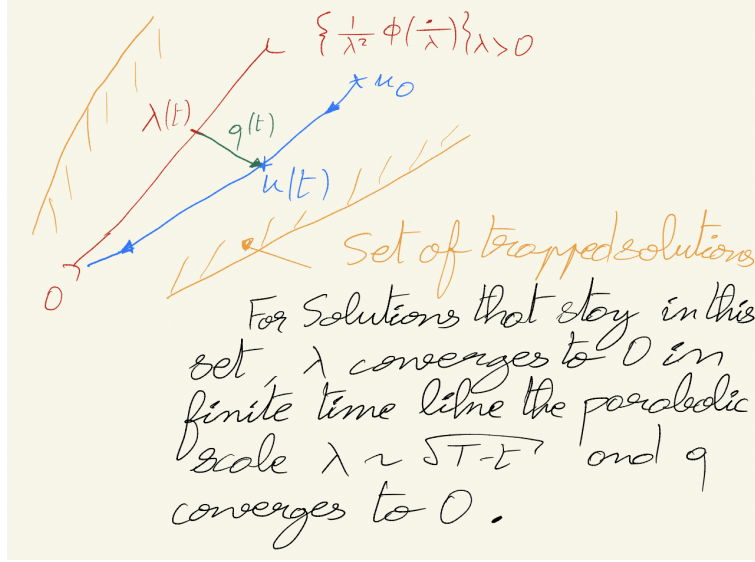 { 1/λ² Φ(·/λ) }λ>0
u0
λ(t)
q(t)
u(t)
0
Set of trapped solutions
For Solutions that stay in this
set, λ converges to 0 in
finite time like the parabolic
scale λ ~ √T-t and q
converges to 0.